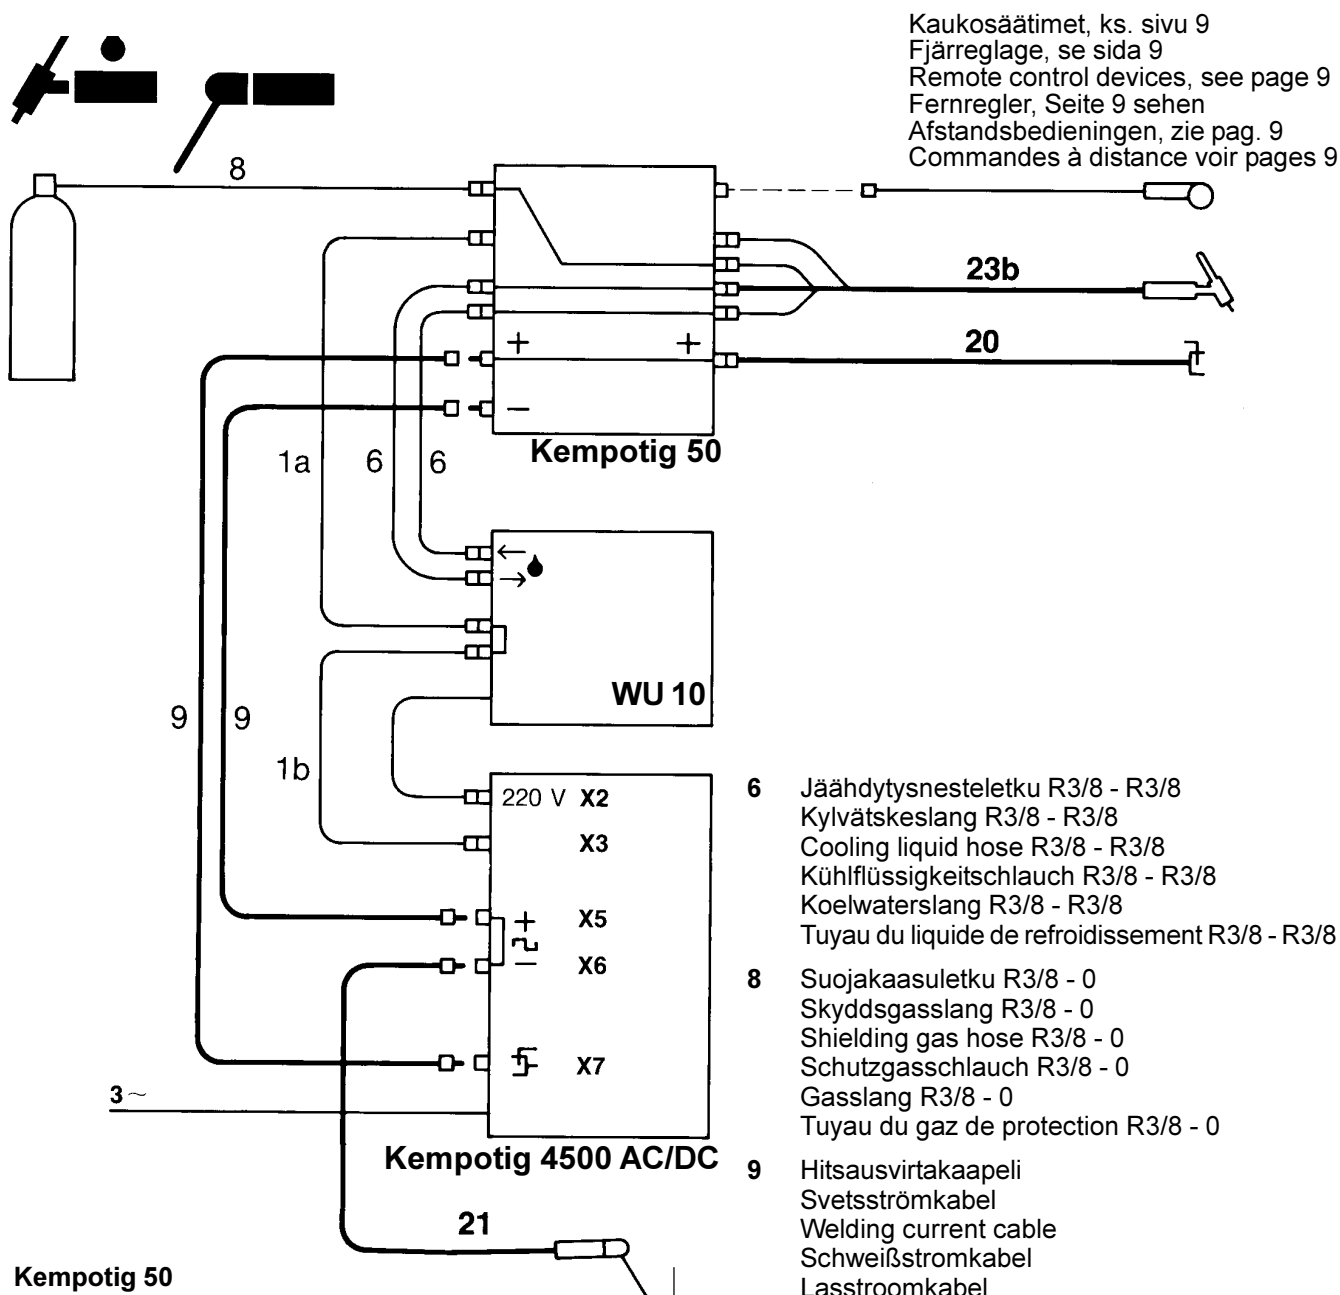 Kaukosäätimet, ks. sivu 9
Fjärreglage, se sida 9
Remote control devices, see page 9
Fernregler, Seite 9 sehen
Afstandsbedieningen, zie pag. 9
Commandes à distance voir pages 9
8
23b
20
+ +
−
Kempotig 50
1a 6 6
WU 10
9 9
1b
220 V X2
X3
+ X5
− X6
X7
3~
Kempotig 4500 AC/DC
21
Kempotig 50
6 Jäähdytysnesteletku R3/8 - R3/8
Kylvätskeslang R3/8 - R3/8
Cooling liquid hose R3/8 - R3/8
Kühlflüssigkeitschlauch R3/8 - R3/8
Koelwaterslang R3/8 - R3/8
Tuyau du liquide de refroidissement R3/8 - R3/8
8 Suojakaasuletku R3/8 - 0
Skyddsgasslang R3/8 - 0
Shielding gas hose R3/8 - 0
Schutzgasschlauch R3/8 - 0
Gasslang R3/8 - 0
Tuyau du gaz de protection R3/8 - 0
9 Hitsausvirtakaapeli
Svetsströmkabel
Welding current cable
Schweißstromkabel
Lasstroomkabel